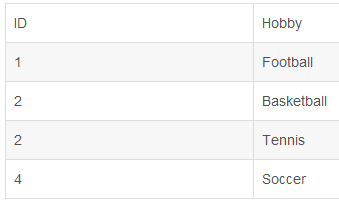 ID Hobby
1 Football
2 Basketball
2 Tennis
4 Soccer